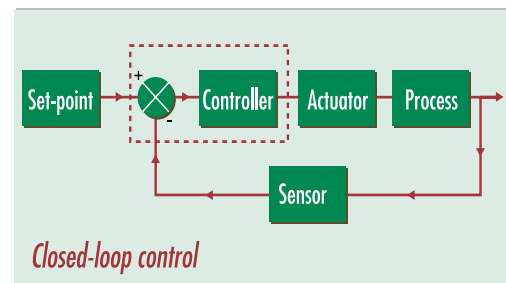 +
Set-point
Controller
Actuator
Process
-
Sensor
Closed-loop control